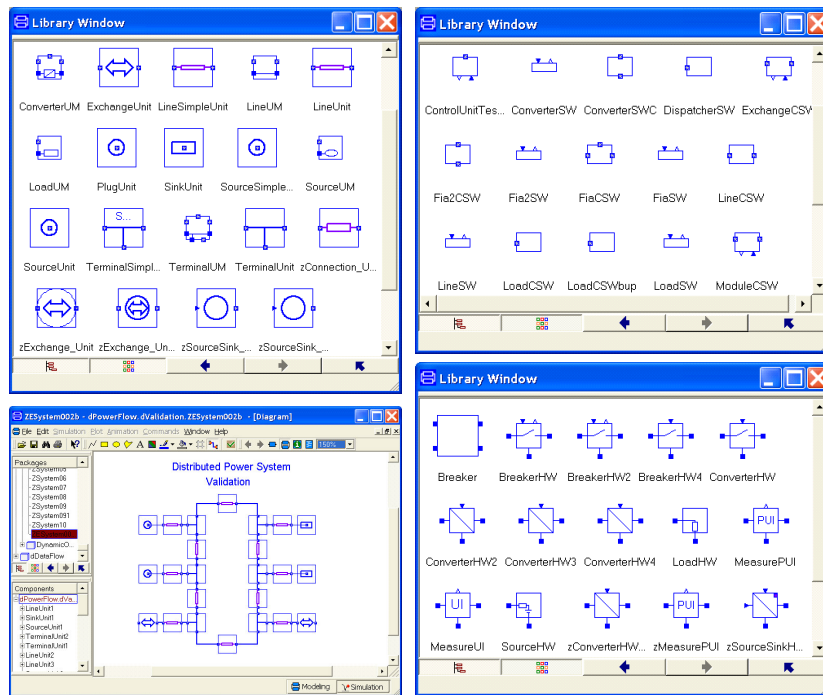 Library Window
ConverterUM ExchangeUnit LineSimpleUnit LineUM LineUnit
LoadUM PlugUnit SinkUnit SourceSimple... SourceUM
S...
SourceUnit TerminalSimpl... TerminalUM TerminalUnit zConnection_U...
zExchange_Unit zExchange_Un... zSourceSink_... zSourceSink_...
Library Window
ControlUnitTes... ConverterSW ConverterSWC DispatcherSW ExchangeCSW
Fia2CSW Fia2SW FiaCSW FiaSW LineCSW
LineSW LoadCSW LoadCSWbup LoadSW ModuleCSW
ZESystem002b - dPowerFlow.dValidation.ZESystem002b - [Diagram]
File Edit Simulation Plot Animation Commands Window Help
150%
Packages
ZSystem06
ZSystem07
ZSystem08
ZSystem09
ZSystem091
ZSystem10
DynamicO...
dDataFlow
Components
dPowerFlow.dVa...
LineUnit1
SinkUnit1
SourceUnit1
TerminalUnit2
TerminalUnit1
LineUnit2
LineUnit3
Distributed Power System
Validation
Modeling Simulation
Library Window
Breaker BreakerHW BreakerHW2 BreakerHW4 ConverterHW
PUI
ConverterHW2 ConverterHW3 ConverterHW4 LoadHW MeasurePUI
UI PUI
MeasureUI SourceHW zConverterHW... zMeasurePUI zSourceSinkH...